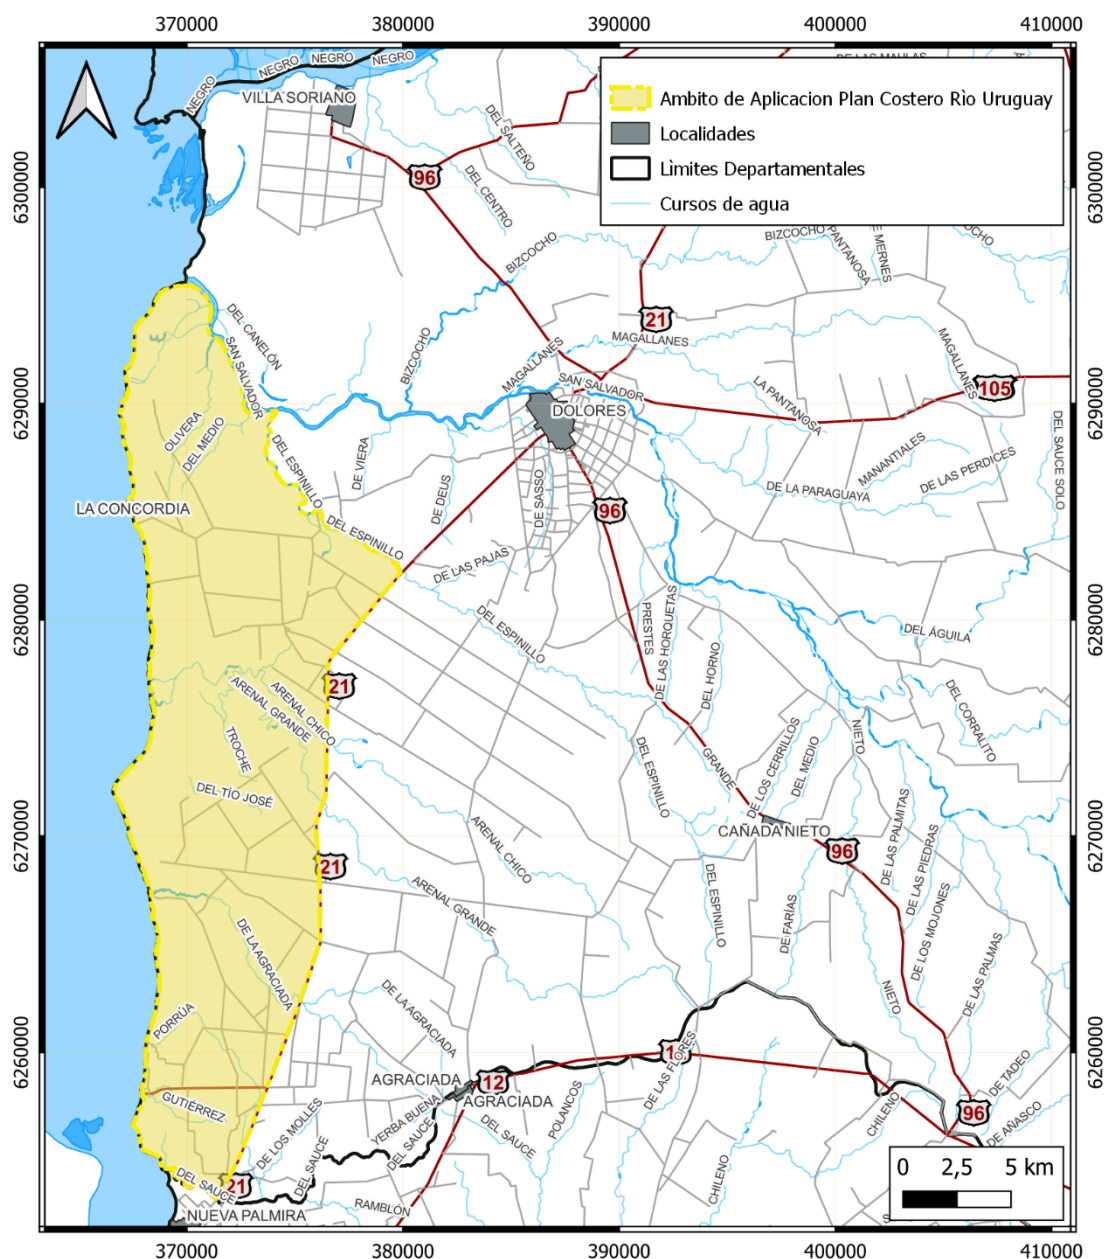 370000
380000
390000
400000
410000
NEGRO
NEGRO
NEGRO
NEGRO
VILLA SORIANO
DE LAS MAULAS
Ambito de Aplicacion Plan Costero Rìo Uruguay
Localidades
Lìmites Departamentales
Cursos de agua
6300000
6300000
DEL SALTEÑO
96
DEL CENTRO
BIZCOCHO
BIZCOCHO
PANTANOSA
E MERNES
OCHO
DEL CANELÓN
SAN SALVADOR
BIZCOCHO
MAGALLANES
21
MAGALLANES
MAGALLANES
105
6290000
6290000
SAN SALVADOR
DOLORES
LA PANTANOSA
OLIVERA
DEL MEDIO
DEL ESPINILLO
DE VIERA
DE DEUS
DE SASSO
96
MANANTIALES
DE LAS PERDICES
DE LA PARAGUAYA
DEL SAUCE SOLO
LA CONCORDIA
DEL ESPINILLO
DE LAS PAJAS
6280000
6280000
DEL ESPINILLO
PRESTES
DE LAS HORQUETAS
DEL HORNO
DEL ÁGUILA
DEL CORRALITO
21
ARENAL CHICO
ARENAL GRANDE
TROCHE
DEL TÍO JOSÉ
DEL ESPINILLO
GRANDE
DE LOS CERRILLOS
DEL MEDIO
NIETO
CAÑADA NIETO
6270000
6270000
21
ARENAL CHICO
ARENAL GRANDE
96
DE LAS PALMITAS
DE LAS PIEDRAS
DEL ESPINILLO
DE FARÍAS
DE LOS MOJONES
DE LAS PALMAS
NIETO
DE LA AGRACIADA
DE LA AGRACIADA
PORRÚA
6260000
6260000
1
DE LAS FLORES
AGRACIADA
12
AGRACIADA
GUTIÉRREZ
DE LOS MOLLES
YERBA BUENA
DEL SAUCE
DEL SAUCE
POLANCOS
CHILENO
DE TADEO
96
DE AÑASCO
DEL SAUCE
DEL SAUCE
21
NUEVA PALMIRA
RAMBLÓN
CHILENO
0 2,5 5 km
370000
380000
390000
400000
410000